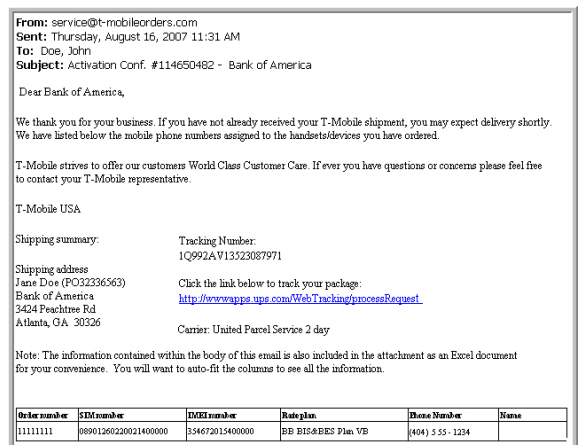 From: service@t-mobileorders.com
Sent: Thursday, August 16, 2007 11:31 AM
To: Doe, John
Subject: Activation Conf. #114650482 - Bank of America
Dear Bank of America,
We thank you for your business. If you have not already received your T-Mobile shipment, you may expect delivery shortly.
We have listed below the mobile phone numbers assigned to the handsets/devices you have ordered.
T-Mobile strives to offer our customers World Class Customer Care. If ever you have questions or concerns please feel free
to contact your T-Mobile representative.
T-Mobile USA
Shipping summary:
Tracking Number:
1Q992AV13523087971
Shipping address
Jane Doe (PO32336563)
Bank of America
3424 Peachtree Rd
Atlanta, GA 30326
Click the link below to track your package:
http://wwwapps.ups.com/WebTracking/processRequest
Carrier: United Parcel Service 2 day
Note: The information contained within the body of this email is also included in the attachment as an Excel document
for your convenience. You will want to auto-fit the columns to see all the information.
Order number SIM number IMEI number Rate plan Phone Number Name
11111111 08901260220021400000 354672015400000 BB BIS&BES Plan VB (404) 555-1234